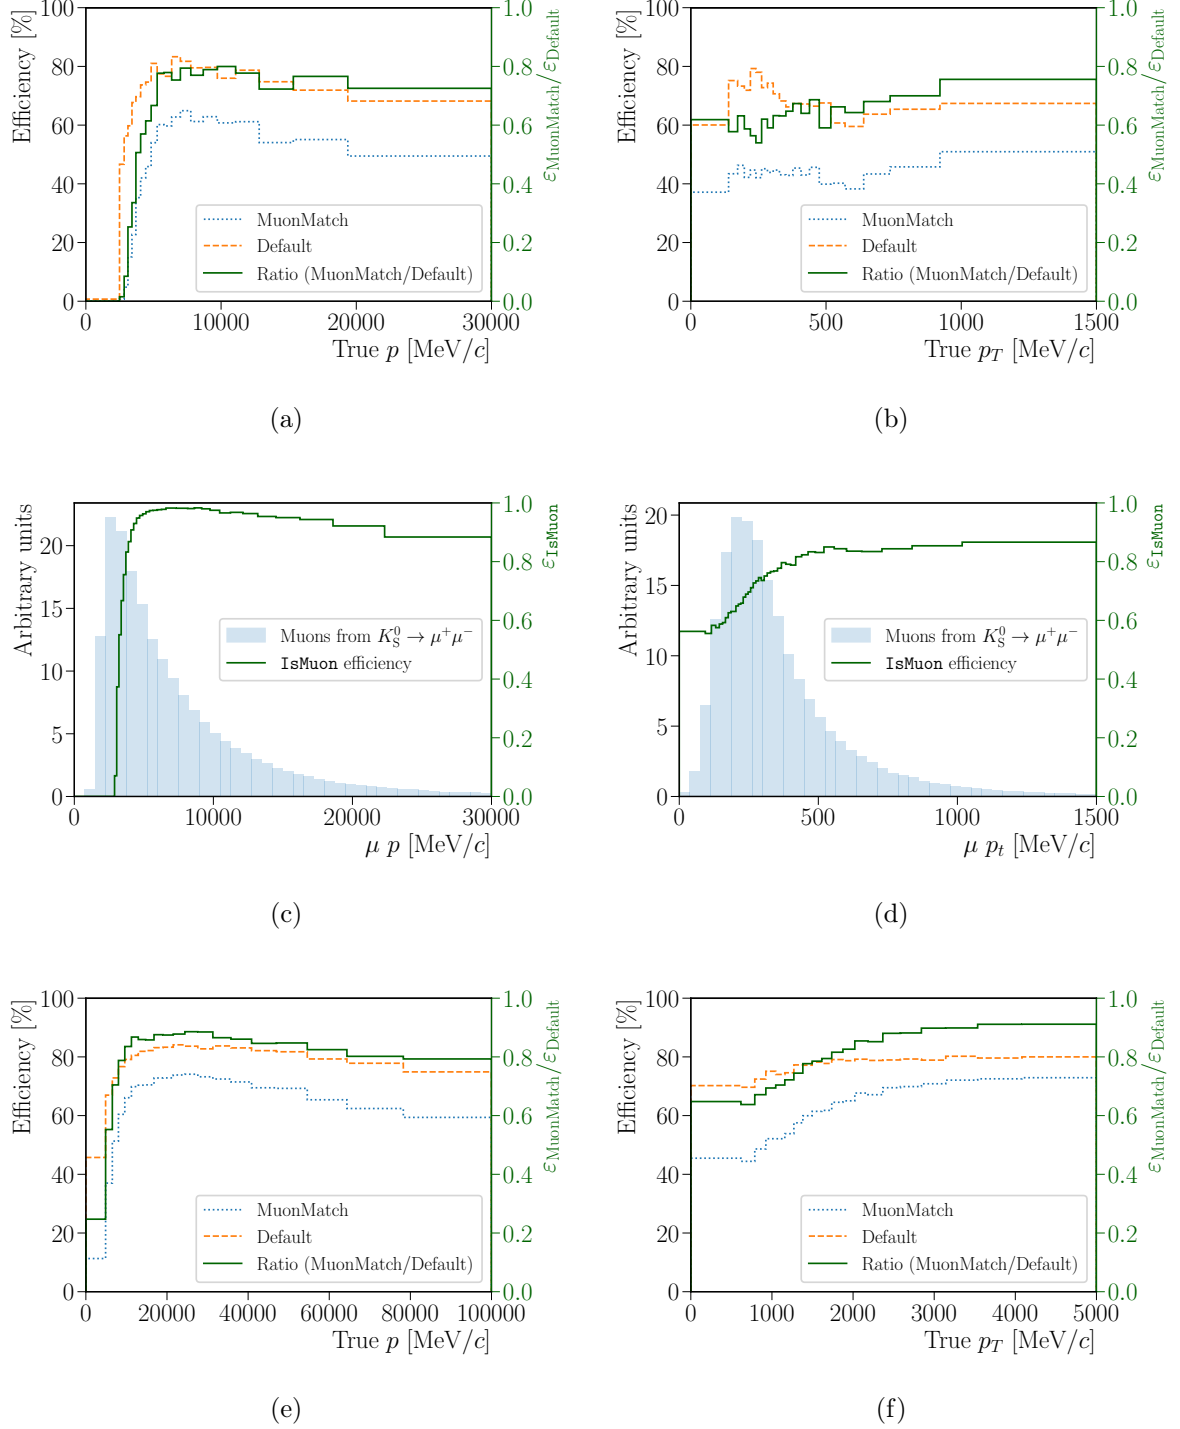 Efficiency [%]
100
80
60
40
20
0
1.0
0.8
0.6
0.4
0.2
0.0
ε_MuonMatch/ε_Default
MuonMatch
Default
Ratio (MuonMatch/Default)
0 10000 20000 30000
True p [MeV/c]
(a)
Efficiency [%]
100
80
60
40
20
0
1.0
0.8
0.6
0.4
0.2
0.0
ε_MuonMatch/ε_Default
MuonMatch
Default
Ratio (MuonMatch/Default)
0 500 1000 1500
True p_T [MeV/c]
(b)
Arbitrary units
20
15
10
5
0
1.0
0.8
0.6
0.4
0.2
0.0
ε_IsMuon
Muons from K_S^0 → μ⁺μ⁻
IsMuon efficiency
0 10000 20000 30000
μ p [MeV/c]
(c)
Arbitrary units
20
15
10
5
0
1.0
0.8
0.6
0.4
0.2
0.0
ε_IsMuon
Muons from K_S^0 → μ⁺μ⁻
IsMuon efficiency
0 500 1000 1500
μ p_t [MeV/c]
(d)
Efficiency [%]
100
80
60
40
20
0
1.0
0.8
0.6
0.4
0.2
0.0
ε_MuonMatch/ε_Default
MuonMatch
Default
Ratio (MuonMatch/Default)
0 20000 40000 60000 80000 100000
True p [MeV/c]
(e)
Efficiency [%]
100
80
60
40
20
0
1.0
0.8
0.6
0.4
0.2
0.0
ε_MuonMatch/ε_Default
MuonMatch
Default
Ratio (MuonMatch/Default)
0 1000 2000 3000 4000 5000
True p_T [MeV/c]
(f)